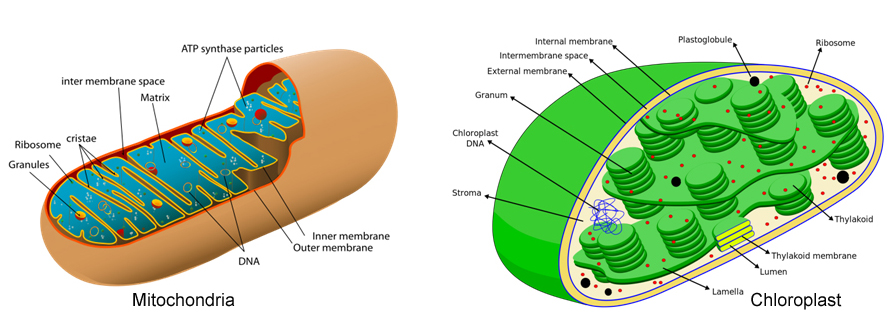 ATP synthase particles
inter membrane space
Matrix
Ribosome
cristae
Granules
Inner membrane
Outer membrane
DNA
Mitochondria
Internal membrane
Intermembrane space
External membrane
Granum
Chloroplast
DNA
Stroma
Plastoglobule
Ribosome
Thylakoid
Thylakoid membrane
Lumen
Lamella
Chloroplast